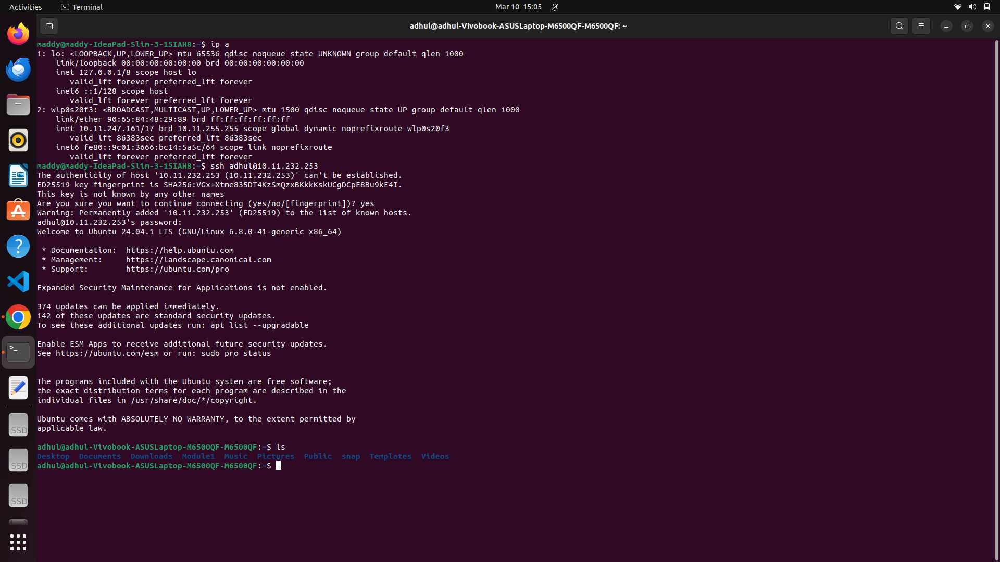 Activities
Terminal
Mar 10 15:05
adhul@adhul-Vivobook-ASUSLaptop-M6500QF-M6500QF: ~
maddy@maddy-IdeaPad-Slim-3-15IAH8:~$ ip a
1: lo: <LOOPBACK,UP,LOWER_UP> mtu 65536 qdisc noqueue state UNKNOWN group default qlen 1000
    link/loopback 00:00:00:00:00:00 brd 00:00:00:00:00:00
    inet 127.0.0.1/8 scope host lo
       valid_lft forever preferred_lft forever
    inet6 ::1/128 scope host
       valid_lft forever preferred_lft forever
2: wlp0s20f3: <BROADCAST,MULTICAST,UP,LOWER_UP> mtu 1500 qdisc noqueue state UP group default qlen 1000
    link/ether 90:65:84:48:29:89 brd ff:ff:ff:ff:ff:ff
    inet 10.11.247.161/17 brd 10.11.255.255 scope global dynamic noprefixroute wlp0s20f3
       valid_lft 86383sec preferred_lft 86383sec
    inet6 fe80::9c01:3666:bc14:5a5c/64 scope link noprefixroute
       valid_lft forever preferred_lft forever
maddy@maddy-IdeaPad-Slim-3-15IAH8:~$ ssh adhul@10.11.232.253
The authenticity of host '10.11.232.253 (10.11.232.253)' can't be established.
ED25519 key fingerprint is SHA256:VGx+Xtme835DT4KzSmQzxBKkkKskUCgDCpE8Bu9kE4I.
This key is not known by any other names
Are you sure you want to continue connecting (yes/no/[fingerprint])? yes
Warning: Permanently added '10.11.232.253' (ED25519) to the list of known hosts.
adhul@10.11.232.253's password:
Welcome to Ubuntu 24.04.1 LTS (GNU/Linux 6.8.0-41-generic x86_64)

 * Documentation:  https://help.ubuntu.com
 * Management:     https://landscape.canonical.com
 * Support:        https://ubuntu.com/pro

Expanded Security Maintenance for Applications is not enabled.

374 updates can be applied immediately.
142 of these updates are standard security updates.
To see these additional updates run: apt list --upgradable

Enable ESM Apps to receive additional future security updates.
See https://ubuntu.com/esm or run: sudo pro status

The programs included with the Ubuntu system are free software;
the exact distribution terms for each program are described in the
individual files in /usr/share/doc/*/copyright.

Ubuntu comes with ABSOLUTELY NO WARRANTY, to the extent permitted by
applicable law.

adhul@adhul-Vivobook-ASUSLaptop-M6500QF-M6500QF:~$ ls
Desktop  Documents  Downloads  Module1  Music  Pictures  Public  snap  Templates  Videos
adhul@adhul-Vivobook-ASUSLaptop-M6500QF-M6500QF:~$
SSD
SSD
SSD